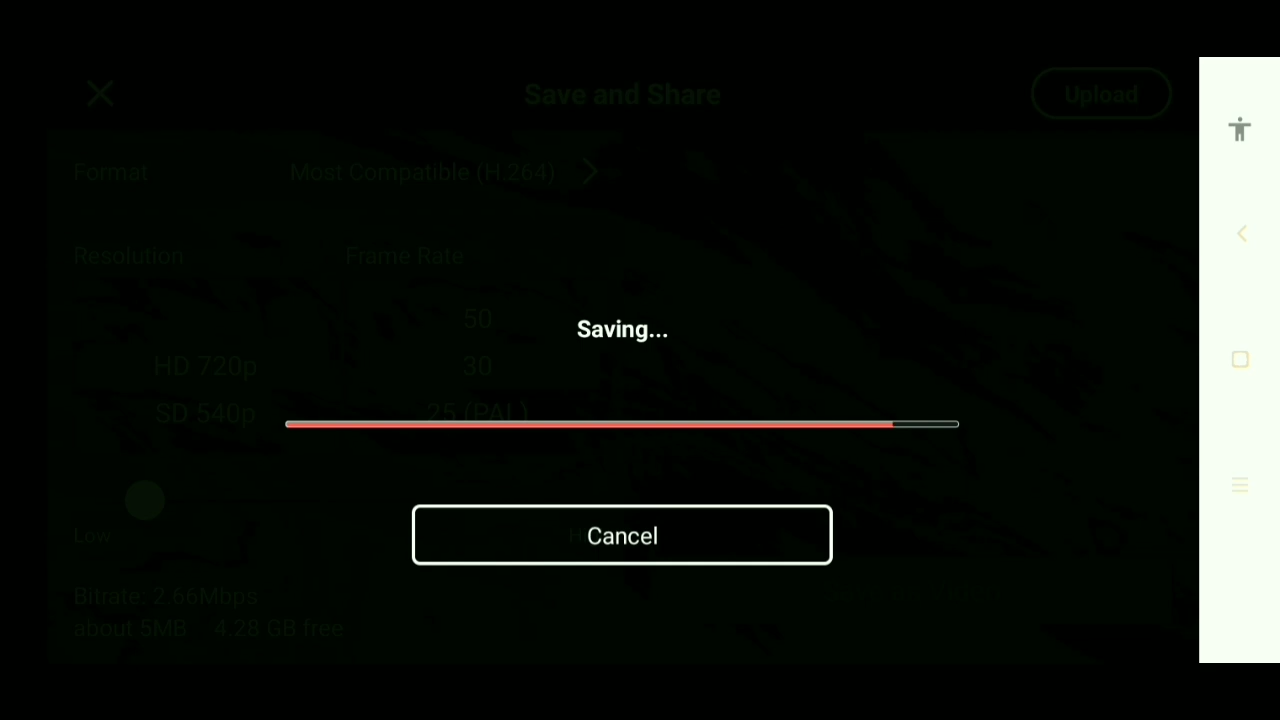 Save and Share
Upload
Format
Most Compatible (H.264)
Resolution
Frame Rate
50
Saving...
HD 720p
30
SD 540p
25 (PAL)
Low
Cancel
Bitrate: 2.66Mbps
about 5MB 4.28 GB free